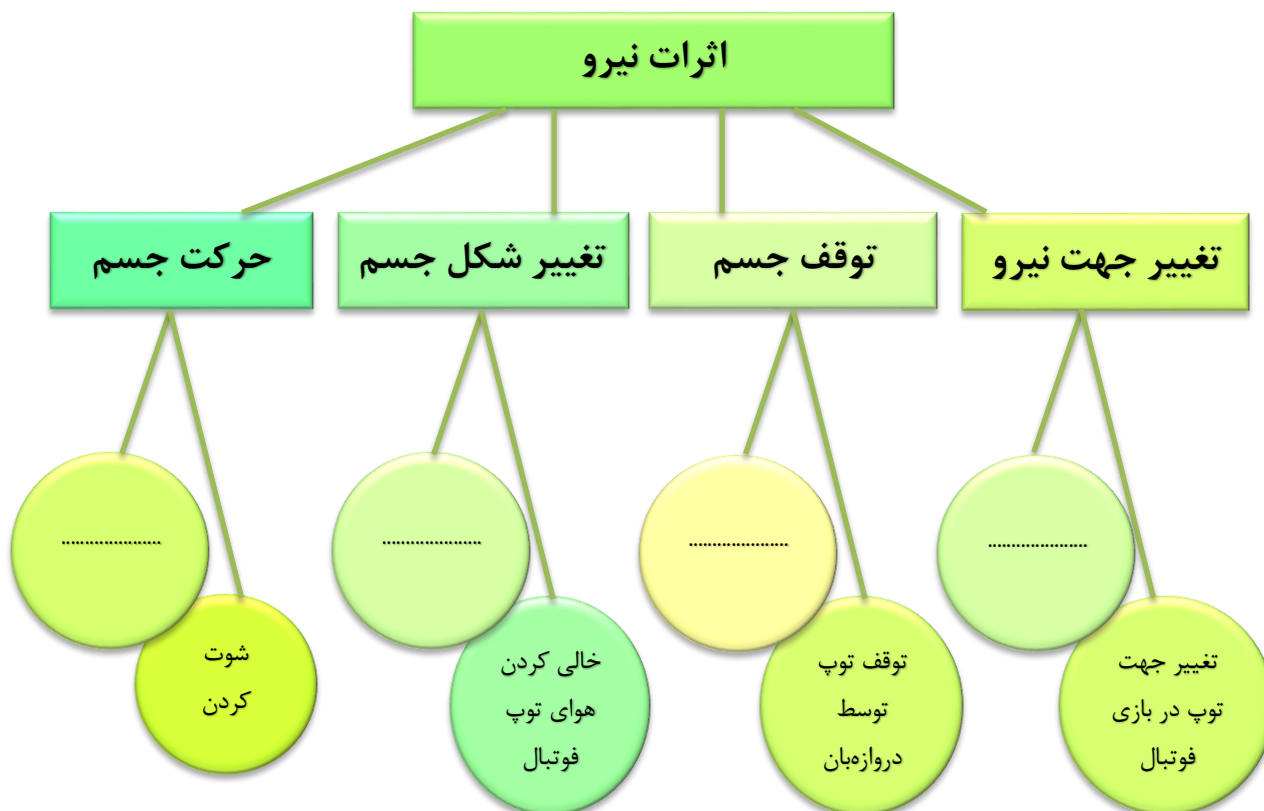 اثرات نیرو
تغییر جهت نیرو
توقف جسم
تغییر شکل جسم
حرکت جسم
.....................
تغییر جهت
توپ در بازی
فوتبال
.....................
توقف توپ
توسط
دروازه‌بان
.....................
خالی کردن
هوای توپ
فوتبال
.....................
شوت
کردن